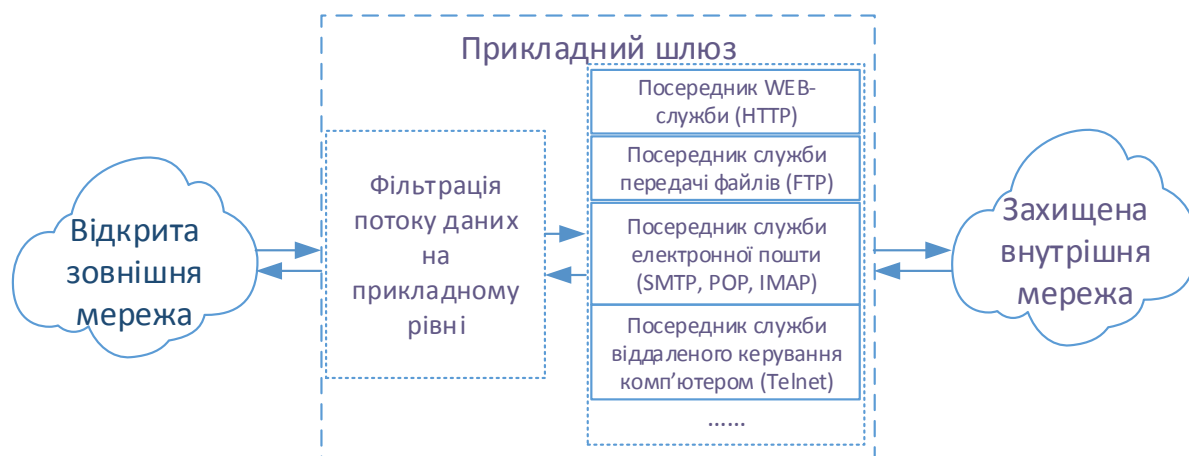 Прикладний шлюз
Відкрита
зовнішня
мережа
Фільтрація
потоку даних
на
прикладному
рівні
Посередник WEB-
служби (HTTP)
Посередник служби
передачі файлів (FTP)
Посередник служби
електронної пошти
(SMTP, POP, IMAP)
Посередник служби
віддаленого керування
комп’ютером (Telnet)
......
Захищена
внутрішня
мережа